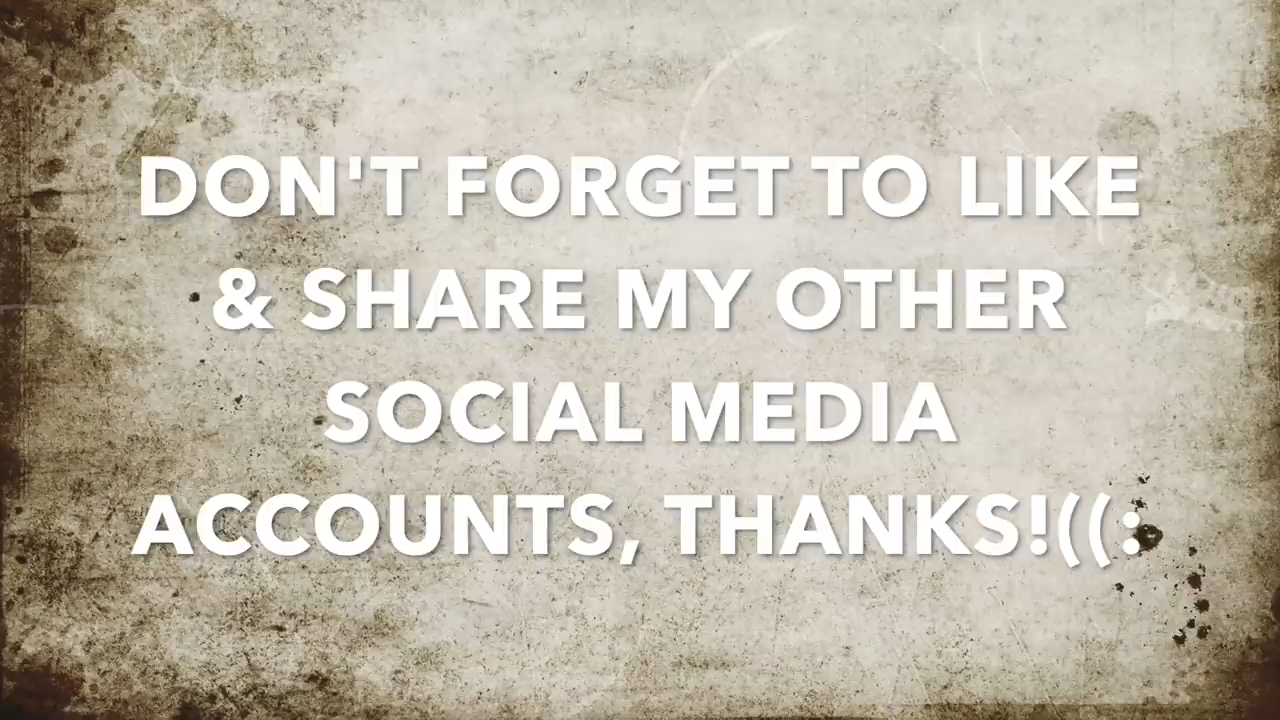 DON'T FORGET TO LIKE
& SHARE MY OTHER
SOCIAL MEDIA
ACCOUNTS, THANKS!((: